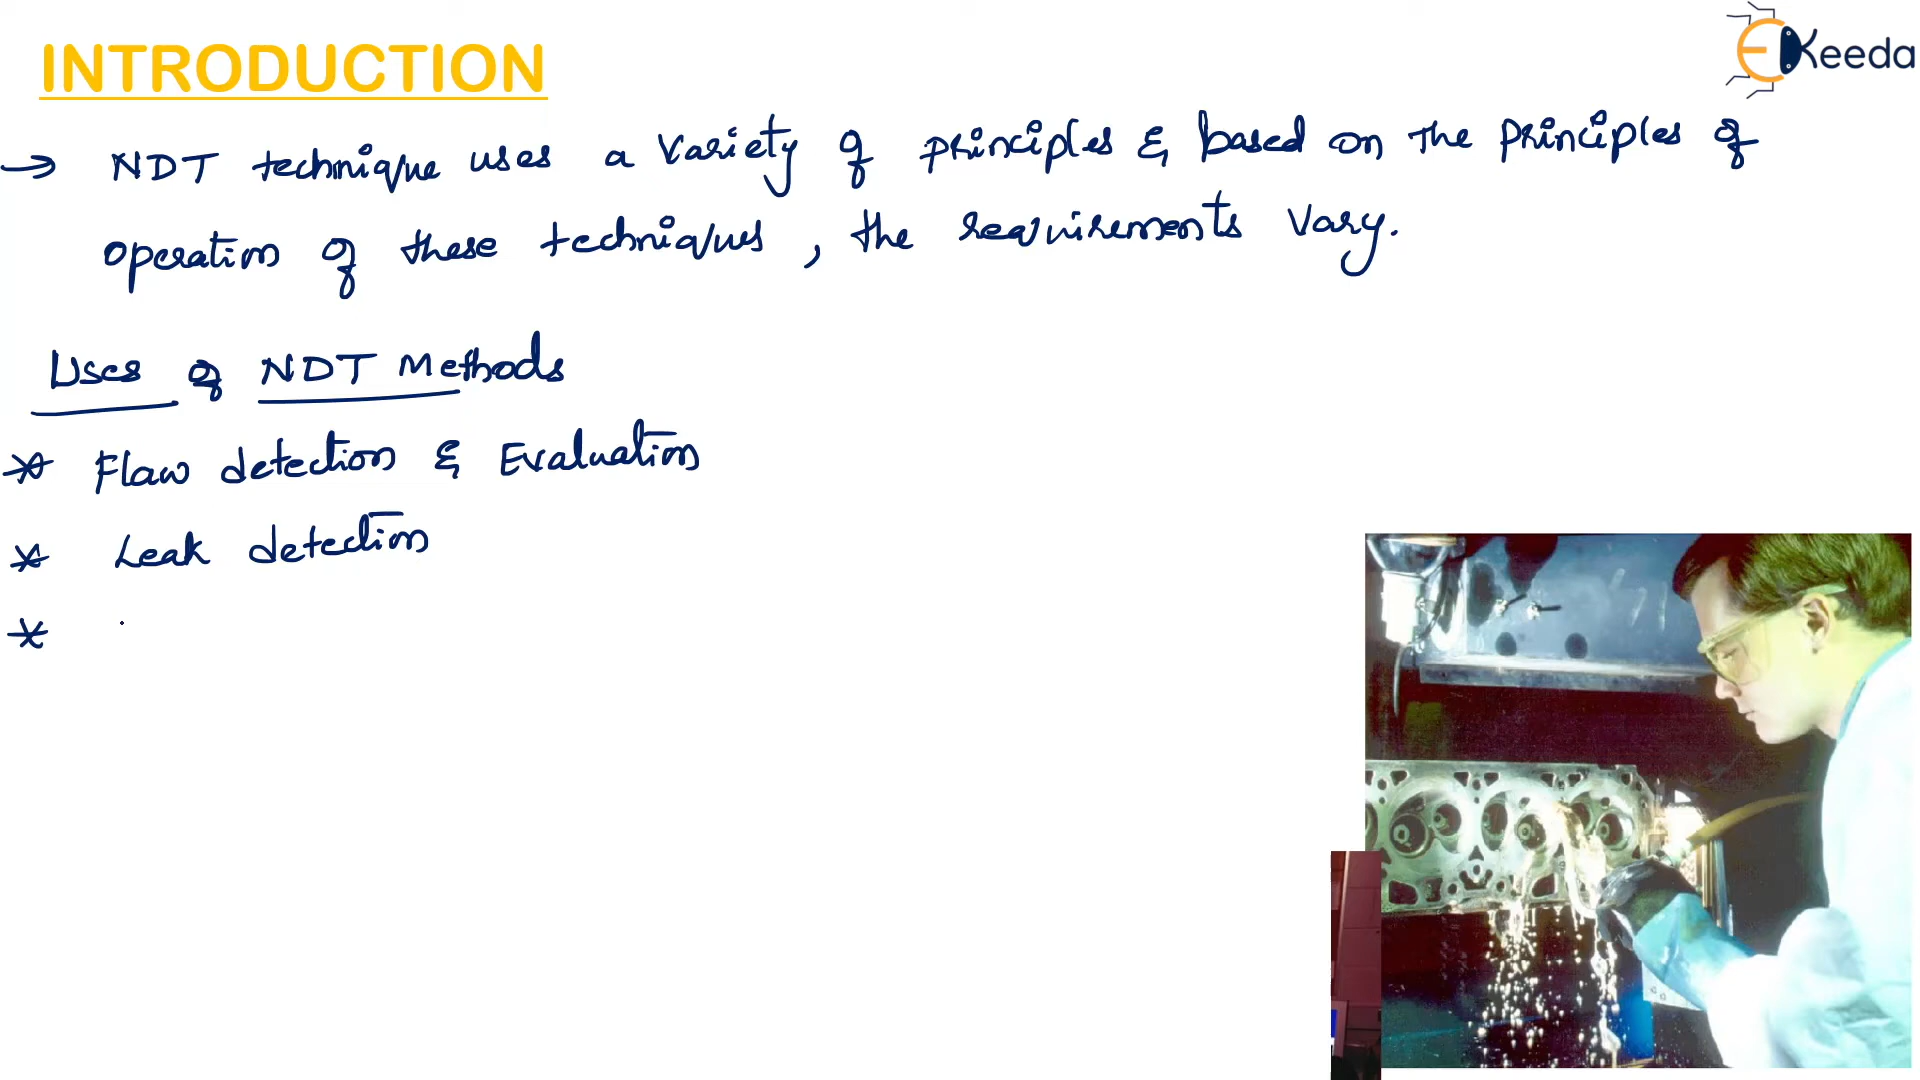 INTRODUCTION
EKeeda
→ NDT technique uses a variety of principles & based on the principles of
operation of these techniques, the requirements vary.
Uses of NDT Methods
* Flaw detection & Evaluation
* Leak detection
*